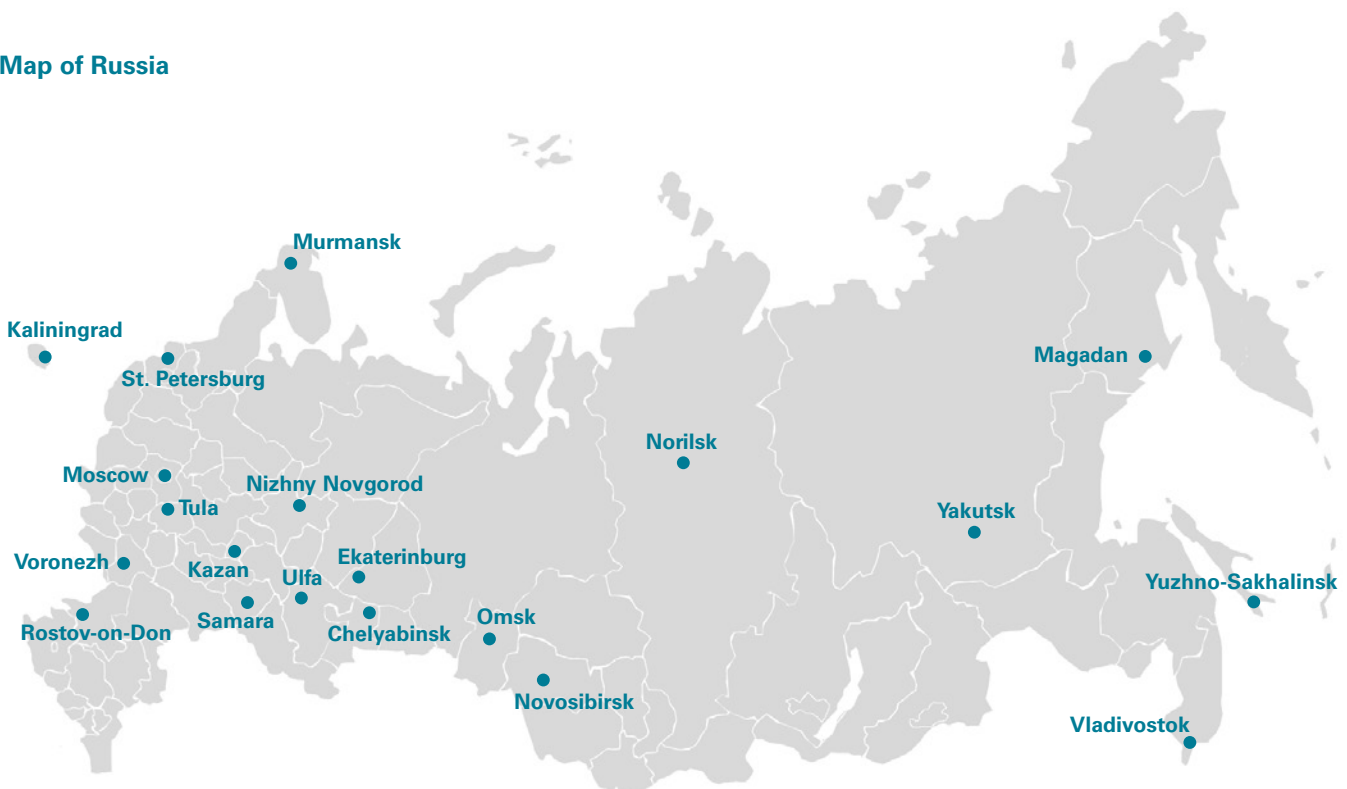 Map of Russia
Murmansk
Kaliningrad
St. Petersburg
Magadan
Norilsk
Moscow
Nizhny Novgorod
Tula
Yakutsk
Voronezh
Kazan
Ekaterinburg
Ulfa
Yuzhno-Sakhalinsk
Samara
Omsk
Rostov-on-Don
Chelyabinsk
Novosibirsk
Vladivostok